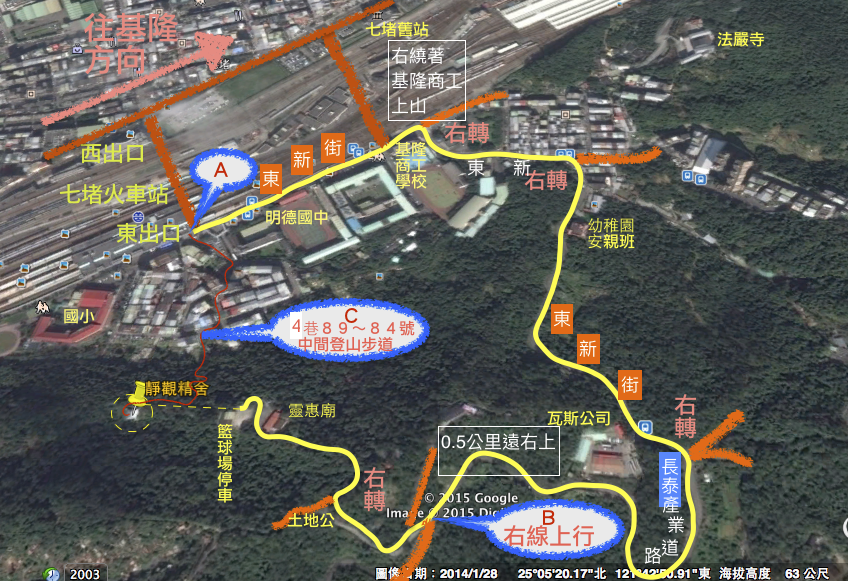 往基隆
方向
七堵舊站
法嚴寺
右繞著
基隆商工
上山
右轉
西出口
A
東
新
街
基隆
商工
學校
東
新
右轉
七堵火車站
東出口
明德國中
幼稚園
安親班
國小
C
4巷89～84號
中間登山步道
東
新
街
靜觀精舍
靈惠廟
籃球場停車
瓦斯公司
右轉
0.5公里遠右上
右轉
長泰產業道路
土地公
B
右線上行
© 2015 Google
2003
圖像日期：2014/1/28
25°05'20.17"北
東 海拔高度 63 公尺